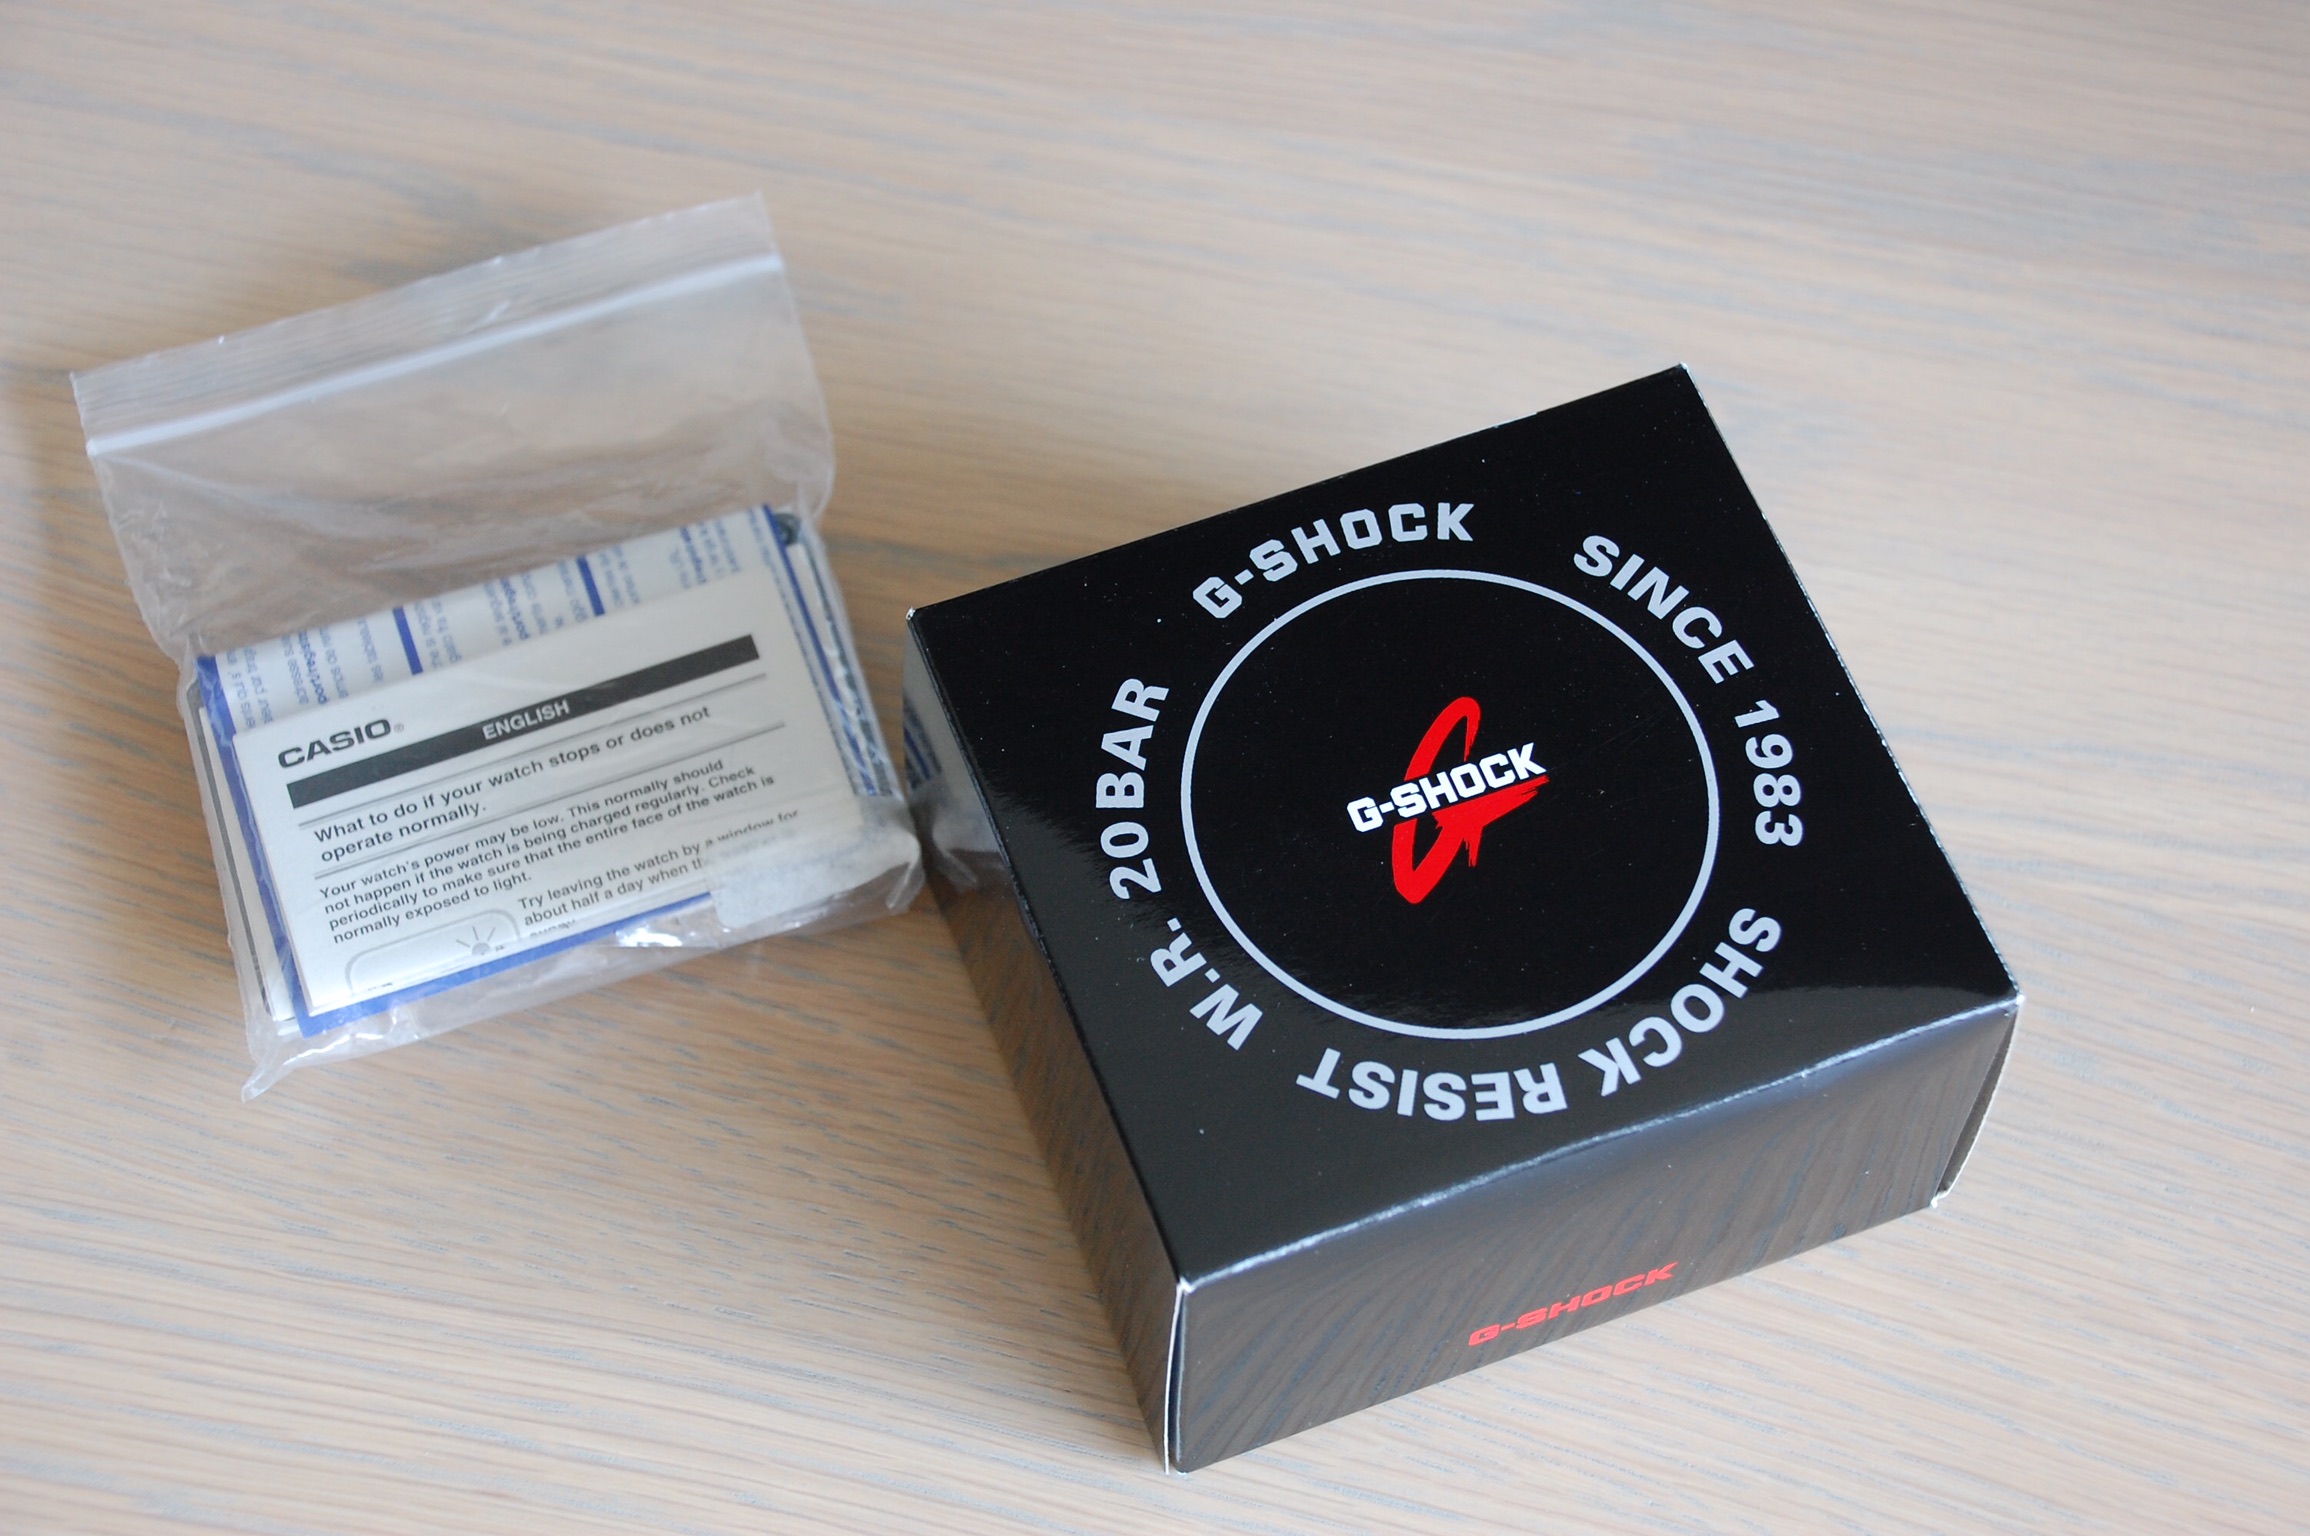 CASIO®
ENGLISH
What to do if your watch stops or does not
operate normally.
Your watch's power may be low. This normally should
not happen if the watch is being charged regularly. Check
periodically to make sure that the entire face of the watch is
normally exposed to light.
Try leaving the watch by a window for
about half a day when
G-SHOCK
SINCE 1983
SHOCK RESIST
W.R. 20BAR
G-SHOCK
G-SHOCK